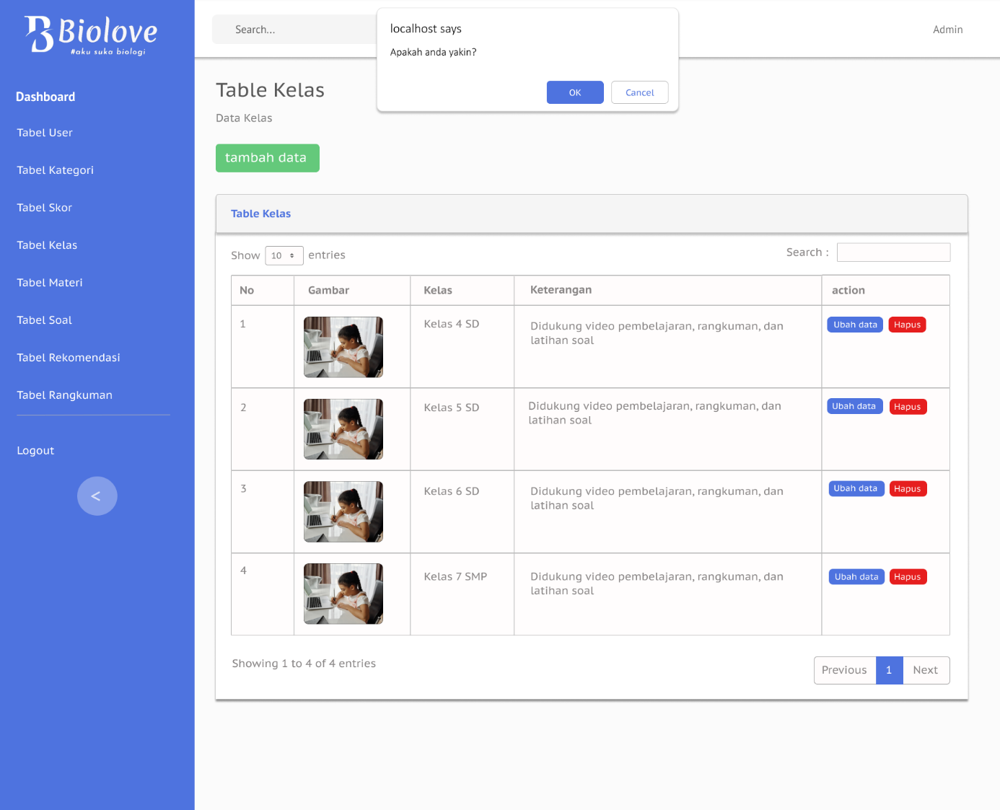 Biolove
#aku suka biologi
Search...
localhost says
Apakah anda yakin?
OK
Cancel
Admin
Dashboard
Tabel User
Tabel Kategori
Tabel Skor
Tabel Kelas
Tabel Materi
Tabel Soal
Tabel Rekomendasi
Tabel Rangkuman
Logout
<
Table Kelas
Data Kelas
tambah data
Table Kelas
Show 10 entries
Search :
No Gambar Kelas Keterangan action
1 Kelas 4 SD Didukung video pembelajaran, rangkuman, dan Ubah data Hapus
latihan soal
2 Kelas 5 SD Didukung video pembelajaran, rangkuman, dan Ubah data Hapus
latihan soal
3 Kelas 6 SD Didukung video pembelajaran, rangkuman, dan Ubah data Hapus
latihan soal
4 Kelas 7 SMP Didukung video pembelajaran, rangkuman, dan Ubah data Hapus
latihan soal
Showing 1 to 4 of 4 entries
Previous 1 Next